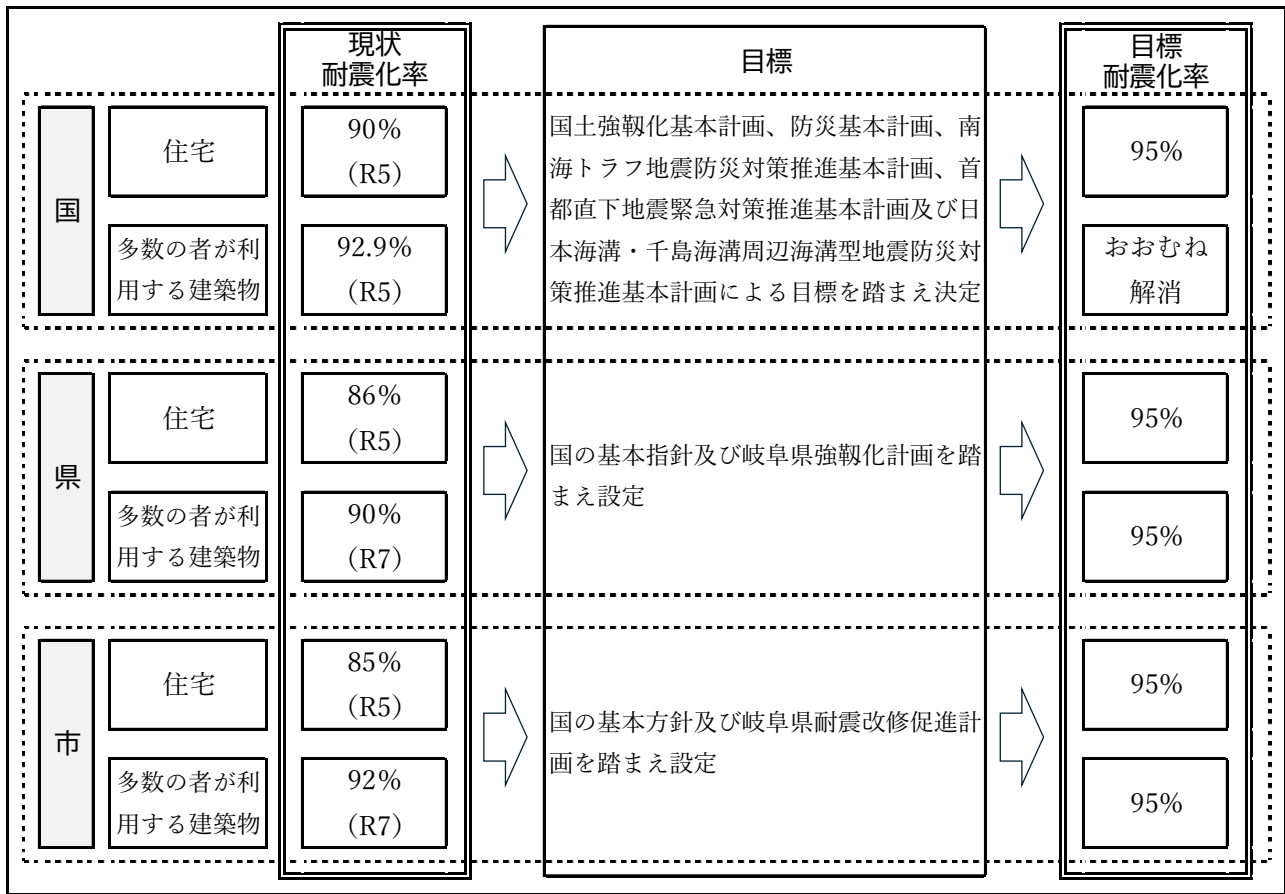 現状
耐震化率
目標
目標
耐震化率
国
住宅
90%
(R5)
多数の者が利
用する建築物
92.9%
(R5)
国土強靱化基本計画、防災基本計画、南
海トラフ地震防災対策推進基本計画、首
都直下地震緊急対策推進基本計画及び日
本海溝・千島海溝周辺海溝型地震防災対
策推進基本計画による目標を踏まえ決定
95%
おおむね
解消
県
住宅
86%
(R5)
多数の者が利
用する建築物
90%
(R7)
国の基本指針及び岐阜県強靱化計画を踏
まえ設定
95%
95%
市
住宅
85%
(R5)
多数の者が利
用する建築物
92%
(R7)
国の基本方針及び岐阜県耐震改修促進計
画を踏まえ設定
95%
95%